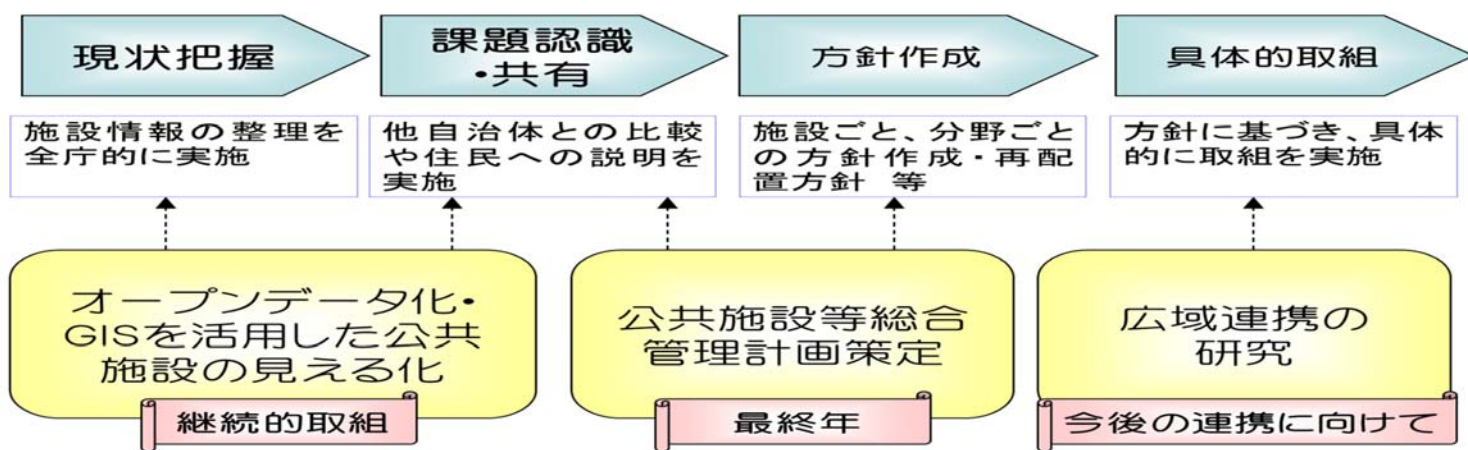 現状把握
課題認識
・共有
方針作成
具体的取組
施設情報の整理を
全庁的に実施
他自治体との比較
や住民への説明を
実施
施設ごと、分野ごと
の方針作成・再配
置方針 等
方針に基づき、具体
的に取組を実施
オープンデータ化・
GISを活用した公共
施設の見える化
継続的取組
公共施設等総合
管理計画策定
最終年
広域連携の
研究
今後の連携に向けて